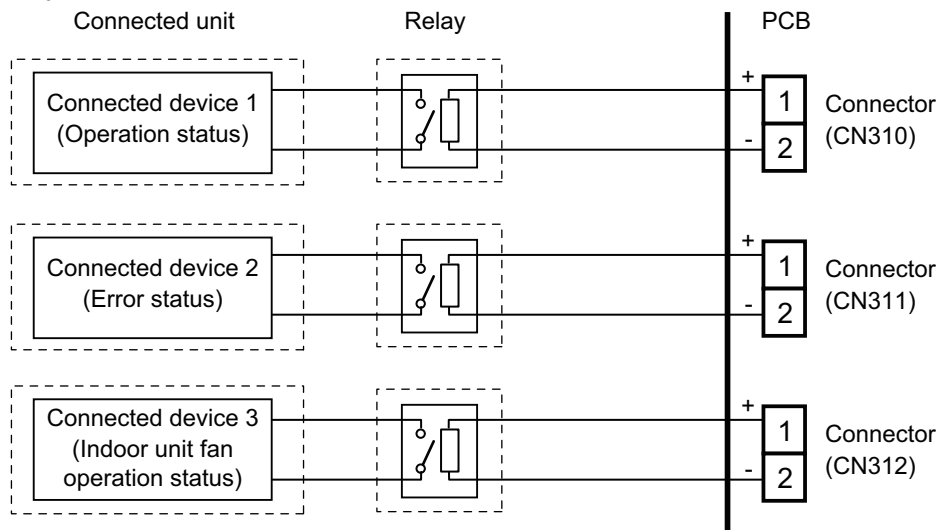 Connected unit
Relay
PCB
Connected device 1
(Operation status)
+
-
1
2
Connector
(CN310)
Connected device 2
(Error status)
+
-
1
2
Connector
(CN311)
Connected device 3
(Indoor unit fan
operation status)
+
-
1
2
Connector
(CN312)